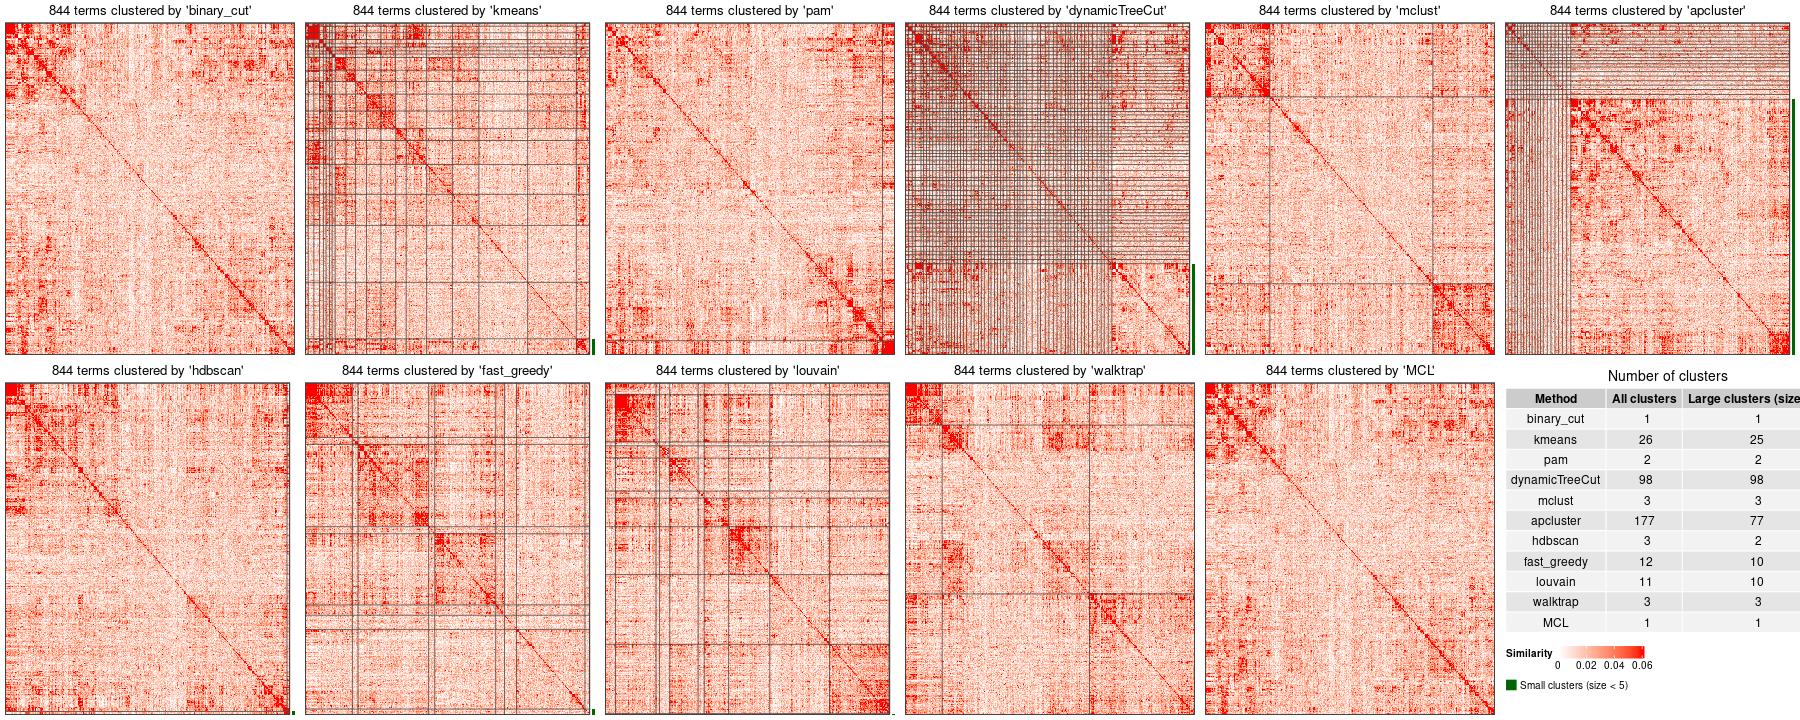 844 terms clustered by 'binary_cut'
844 terms clustered by 'kmeans'
844 terms clustered by 'pam'
844 terms clustered by 'dynamicTreeCut'
844 terms clustered by 'mclust'
844 terms clustered by 'apcluster'
844 terms clustered by 'hdbscan'
844 terms clustered by 'fast_greedy'
844 terms clustered by 'louvain'
844 terms clustered by 'walktrap'
844 terms clustered by 'MCL'
Number of clusters
Method All clusters Large clusters (size
binary_cut 1 1
kmeans 26 25
pam 2 2
dynamicTreeCut 98 98
mclust 3 3
apcluster 177 77
hdbscan 3 2
fast_greedy 12 10
louvain 11 10
walktrap 3 3
MCL 1 1
Similarity
0 0.02 0.04 0.06
Small clusters (size < 5)